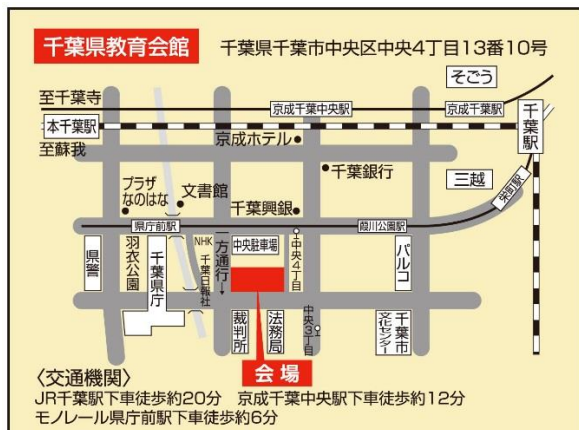 千葉県教育会館
千葉県千葉市中央区中央4丁目13番10号
そごう
至千葉寺
京成千葉中央駅
京成千葉駅
本千葉駅
千葉駅
至蘇我
京成ホテル
千葉銀行
三越
栄町駅
プラザ
なのはな
文書館
千葉興銀
県庁前駅
葭川公園駅
県警
羽衣公園
千葉県庁
NHK
千葉日報社
一方通行→
中央駐車場
中央4丁目
パルコ
裁判所
法務局
中央3丁目
千葉市
文化センター
会場
〈交通機関〉
JR千葉駅下車徒歩約20分 京成千葉中央駅下車徒歩約12分
モノレール県庁前駅下車徒歩約6分